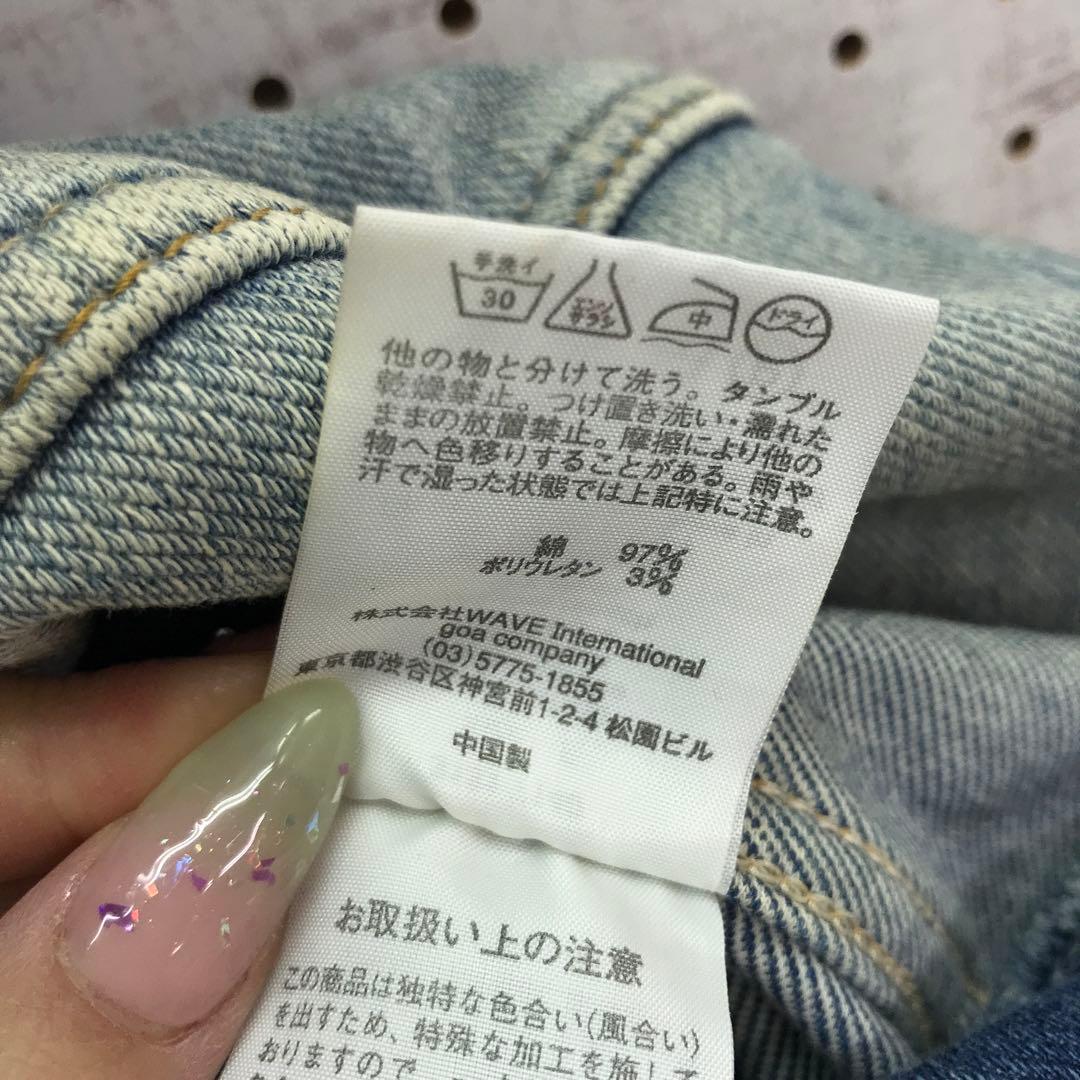 手洗イ
30
エンソ
サラシ
中
ドライ
他の物と分けて洗う。タンブル
乾燥禁止。つけ置き洗い・濡れた
ままの放置禁止。摩擦により他の
物へ色移りすることがある。雨や
汗で湿った状態では上記特に注意。
綿 97%
ポリウレタン 3%
株式会社WAVE International
goa company
(03)5775-1855
東京都渋谷区神宮前1-2-4 松園ビル
中国製
お取扱い上の注意
この商品は独特な色合い(風合い)
を出すため、特殊な加工を施して
おりますので